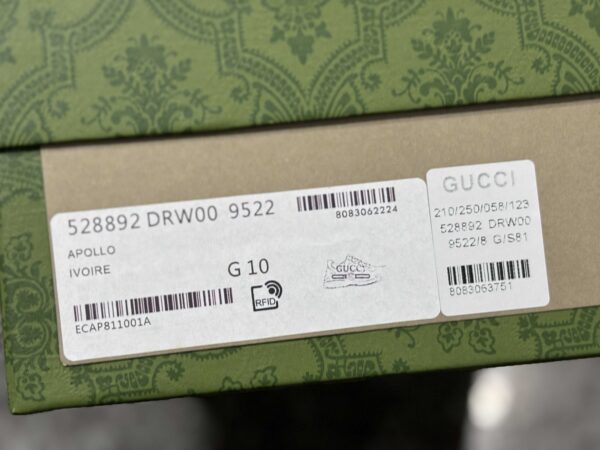 528892 DRW00 9522
8083062224
APOLLO
IVOIRE
G 10
GUCCI
RFID
ECAP811001A
GUCCI
210/250/058/123
528892 DRW00
9522/8 G/S81
8083063751